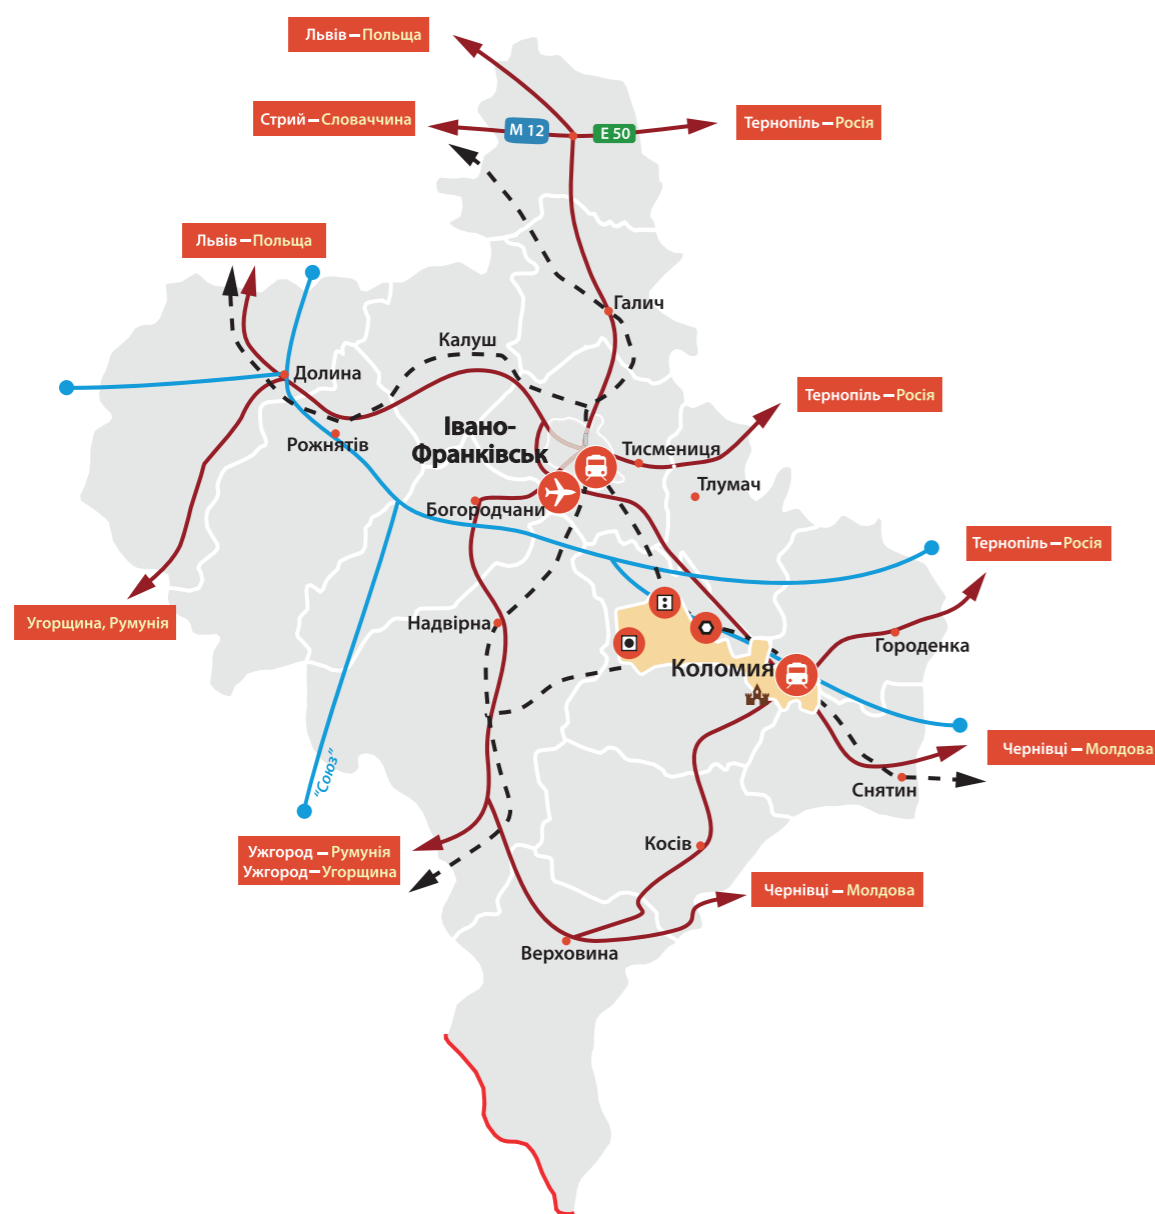 Львів – Польща
Стрий – Словаччина
М 12
Е 50
Тернопіль – Росія
Львів – Польща
Галич
Калуш
Долина
Тернопіль – Росія
Івано-
Франківськ
Рожнятів
Тисмениця
Тлумач
Богородчани
Тернопіль – Росія
Угорщина, Румунія
Надвірна
Городенка
Коломия
"Союз"
Чернівці – Молдова
Снятин
Ужгород – Румунія
Ужгород – Угорщина
Косів
Чернівці – Молдова
Верховина